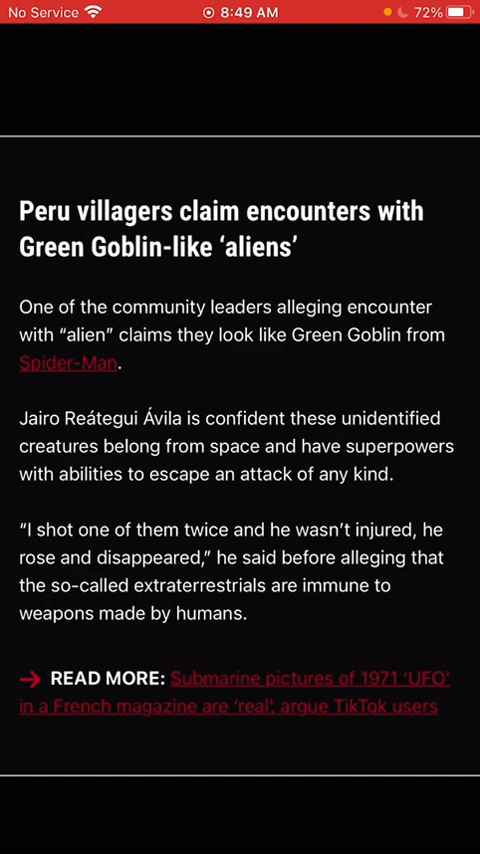 No Service 8:49 AM 72%
Peru villagers claim encounters with
Green Goblin-like ‘aliens’
One of the community leaders alleging encounter
with “alien” claims they look like Green Goblin from
Spider-Man.
Jairo Reátegui Ávila is confident these unidentified
creatures belong from space and have superpowers
with abilities to escape an attack of any kind.
“I shot one of them twice and he wasn’t injured, he
rose and disappeared,” he said before alleging that
the so-called extraterrestrials are immune to
weapons made by humans.
→ READ MORE: Submarine pictures of 1971 ‘UFO’
in a French magazine are ‘real’, argue TikTok users